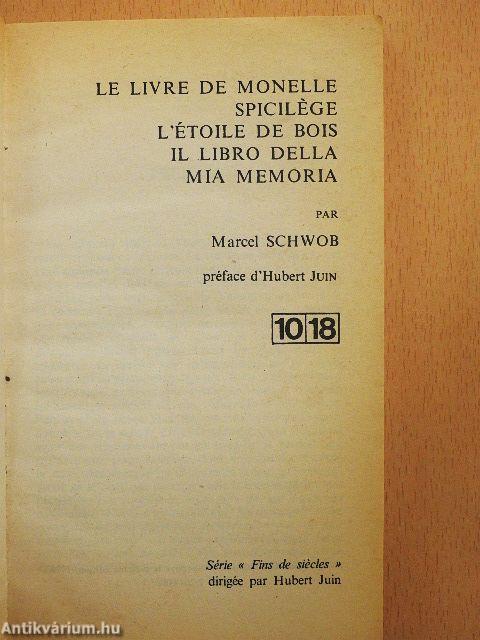 LE LIVRE DE MONELLE
SPICILÈGE
L'ÉTOILE DE BOIS
IL LIBRO DELLA
MIA MEMORIA
PAR
Marcel SCHWOB
préface d'Hubert JUIN
10|18
Série « Fins de siècles »
dirigée par Hubert Juin
Antikvárium.hu